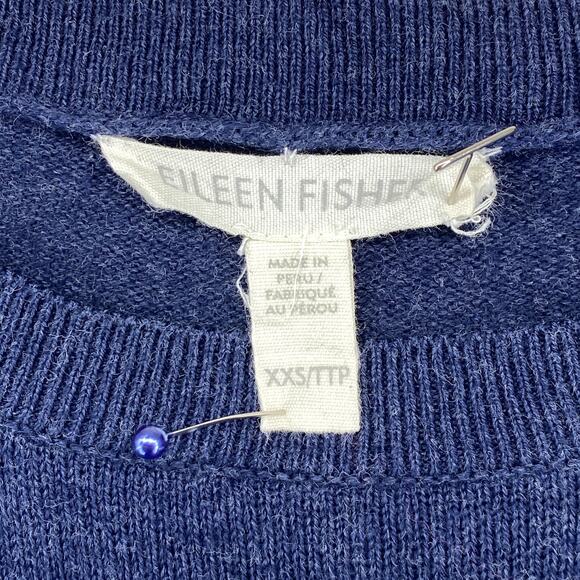 EILEEN FISHER
MADE IN
PERU /
FABRIQUÉ
AU PÉROU
XXS/TTP